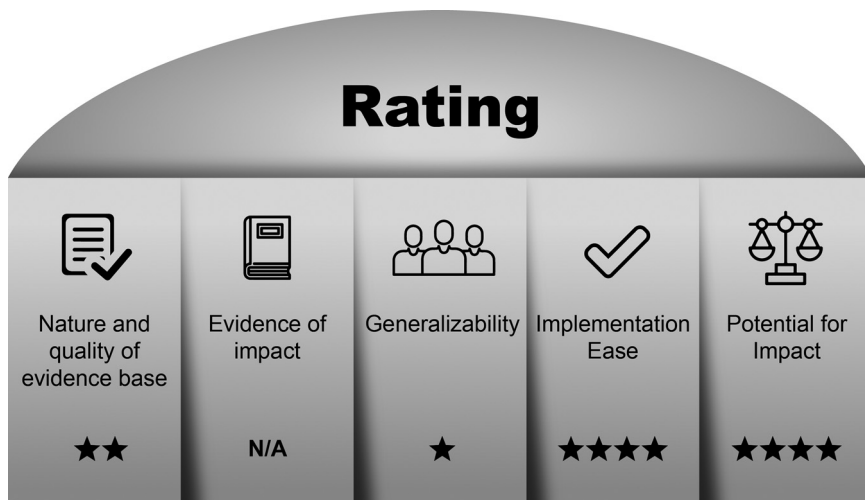 Rating
Nature and
quality of
evidence base
★★
Evidence of
impact
N/A
Generalizability
★
Implementation
Ease
★★★★
Potential for
Impact
★★★★